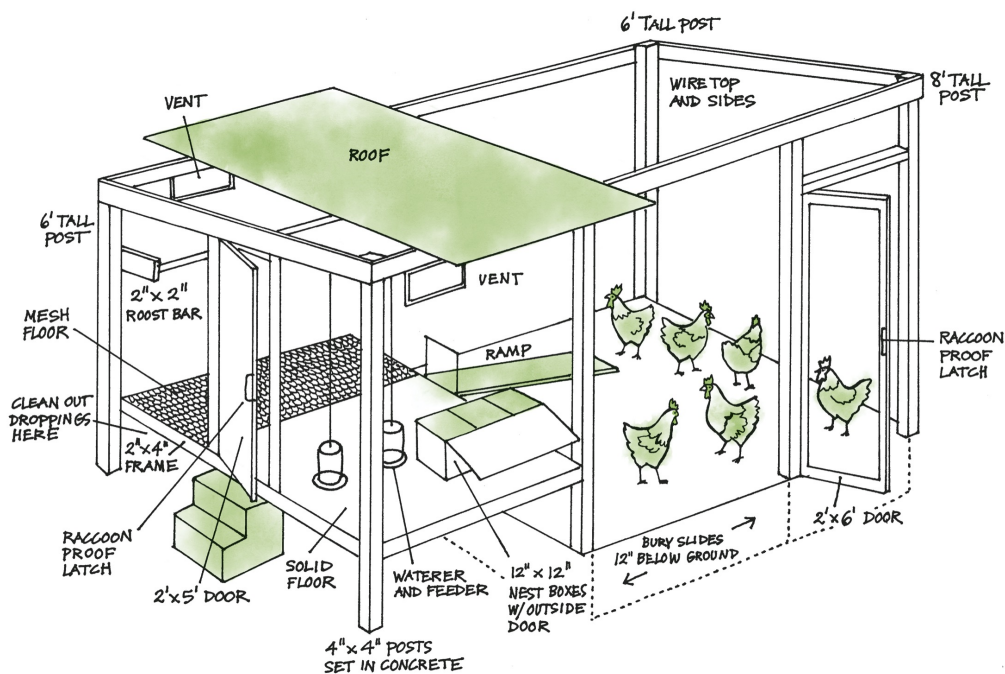 6' TALL POST
WIRE TOP
AND SIDES
8' TALL
POST
VENT
ROOF
6' TALL
POST
2"x 2"
ROOST BAR
VENT
MESH
FLOOR
RAMP
RACCOON
PROOF
LATCH
CLEAN OUT
DROPPINGS
HERE
2"x4"
FRAME
2'x6' DOOR
BURY SLIDES
12" BELOW GROUND
RACCOON
PROOF
LATCH
2'x5' DOOR
SOLID
FLOOR
WATERER
AND FEEDER
12" x 12"
NEST BOXES
W/OUTSIDE
DOOR
4"x 4" POSTS
SET IN CONCRETE